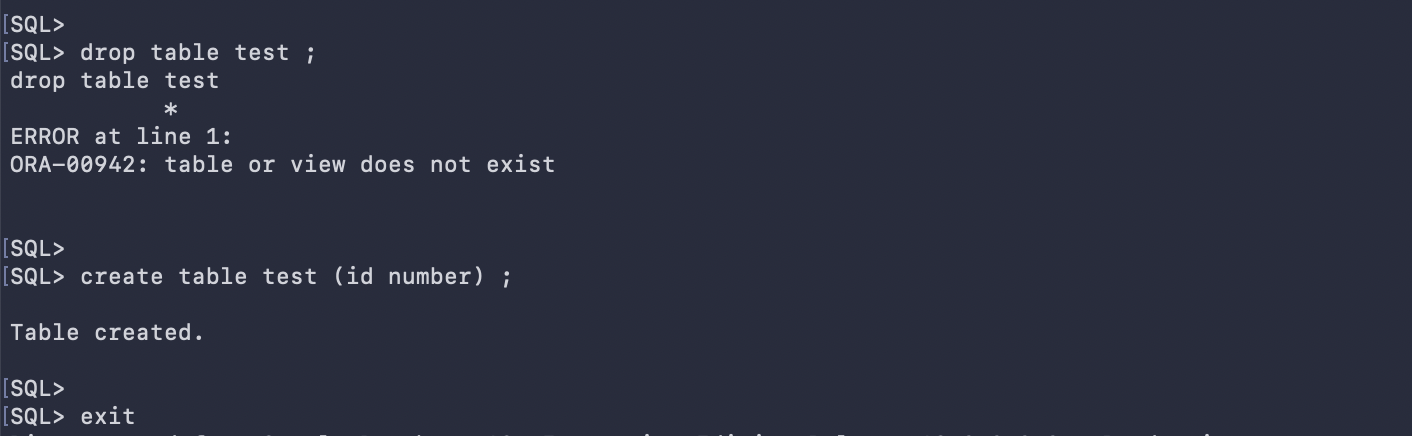 [SQL>
[SQL> drop table test ;
drop table test
           *
ERROR at line 1:
ORA-00942: table or view does not exist
[SQL>
[SQL> create table test (id number) ;
Table created.
[SQL>
[SQL> exit